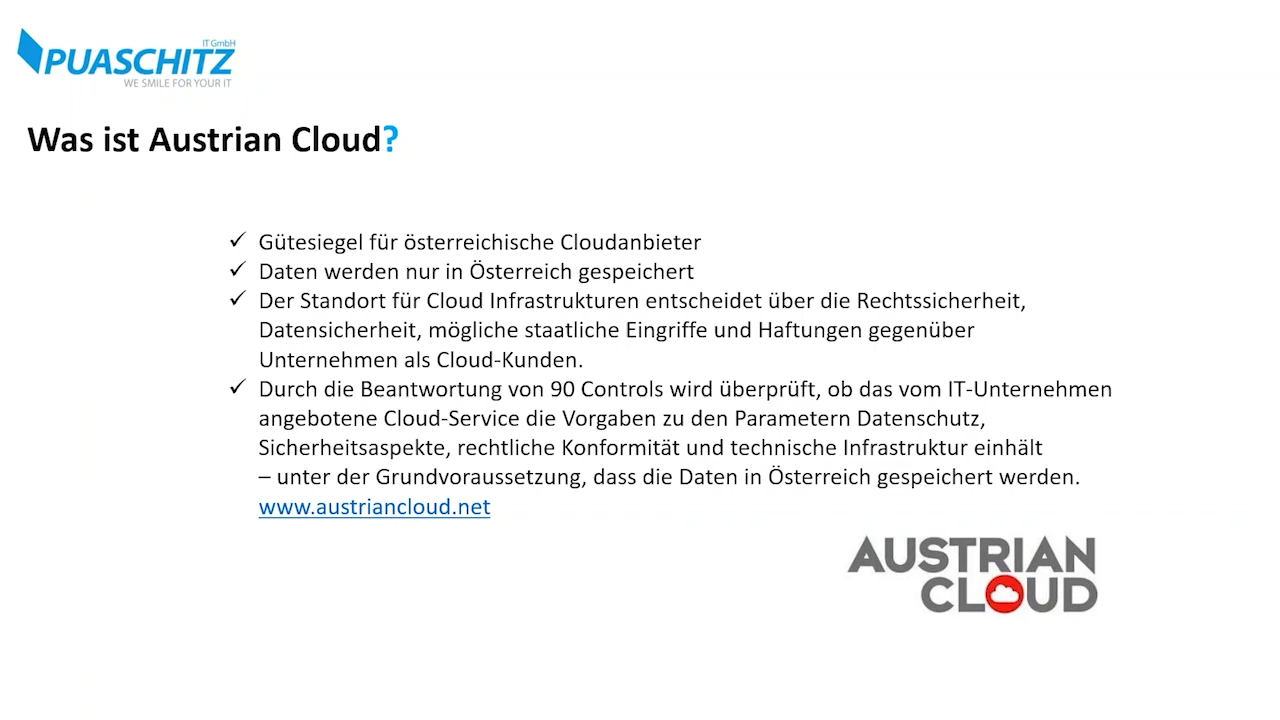 IT GmbH
PUASCHITZ
WE SMILE FOR YOUR IT
Was ist Austrian Cloud?
✓ Gütesiegel für österreichische Cloudanbieter
✓ Daten werden nur in Österreich gespeichert
✓ Der Standort für Cloud Infrastrukturen entscheidet über die Rechtssicherheit,
Datensicherheit, mögliche staatliche Eingriffe und Haftungen gegenüber
Unternehmen als Cloud-Kunden.
✓ Durch die Beantwortung von 90 Controls wird überprüft, ob das vom IT-Unternehmen
angebotene Cloud-Service die Vorgaben zu den Parametern Datenschutz,
Sicherheitsaspekte, rechtliche Konformität und technische Infrastruktur einhält
– unter der Grundvoraussetzung, dass die Daten in Österreich gespeichert werden.
www.austriancloud.net
AUSTRIAN
CLOUD